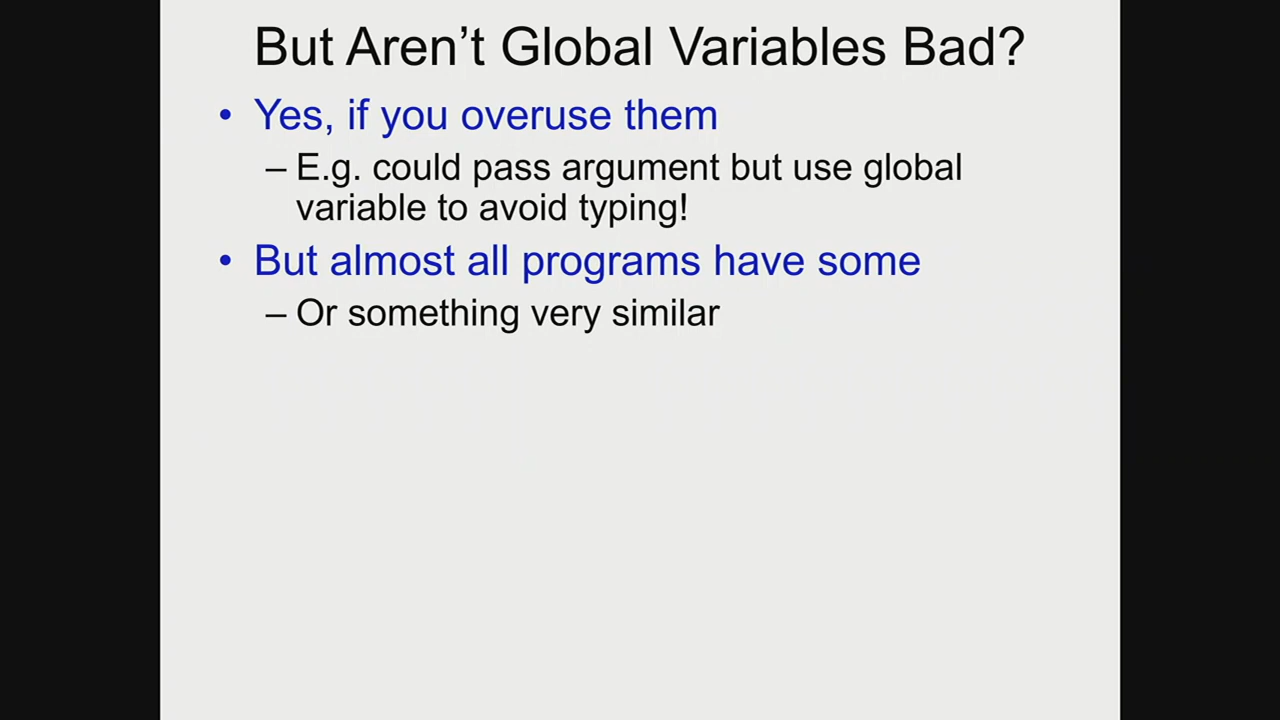 But Aren’t Global Variables Bad?
• Yes, if you overuse them
– E.g. could pass argument but use global
variable to avoid typing!
• But almost all programs have some
– Or something very similar